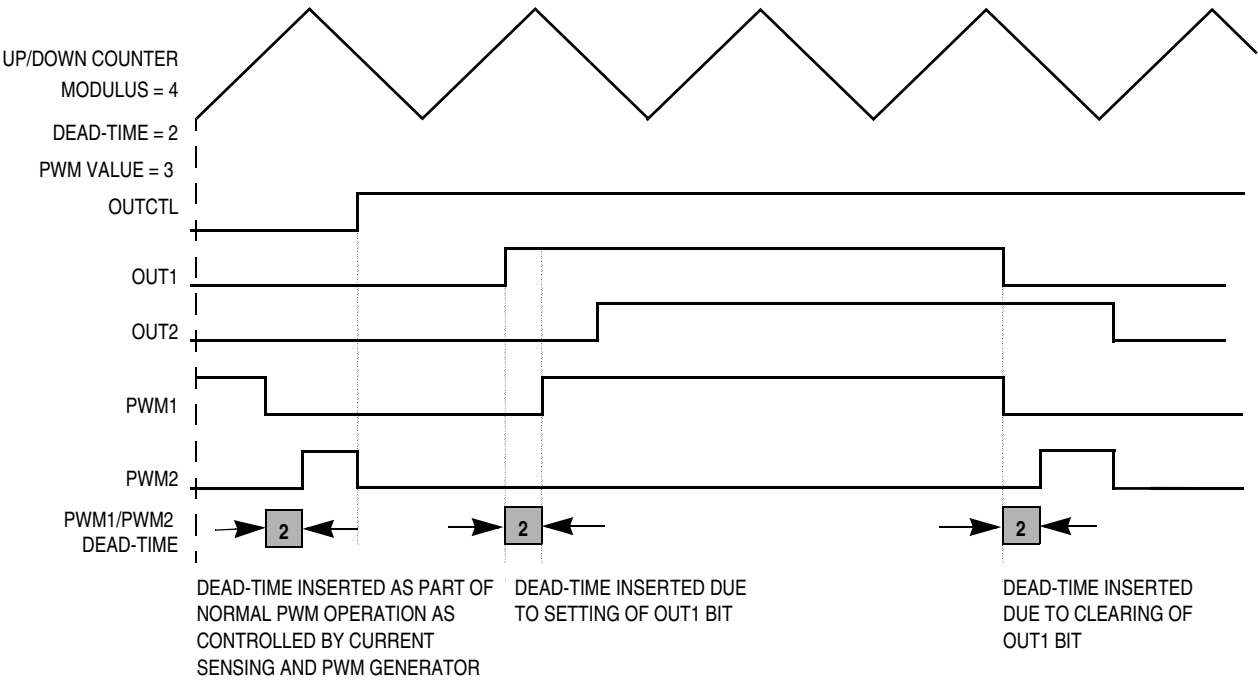 UP/DOWN COUNTER
MODULUS = 4
DEAD-TIME = 2
PWM VALUE = 3
OUTCTL
OUT1
OUT2
PWM1
PWM2
PWM1/PWM2
DEAD-TIME
2
2
2
DEAD-TIME INSERTED AS PART OF
NORMAL PWM OPERATION AS
CONTROLLED BY CURRENT
SENSING AND PWM GENERATOR
DEAD-TIME INSERTED DUE
TO SETTING OF OUT1 BIT
DEAD-TIME INSERTED
DUE TO CLEARING OF
OUT1 BIT